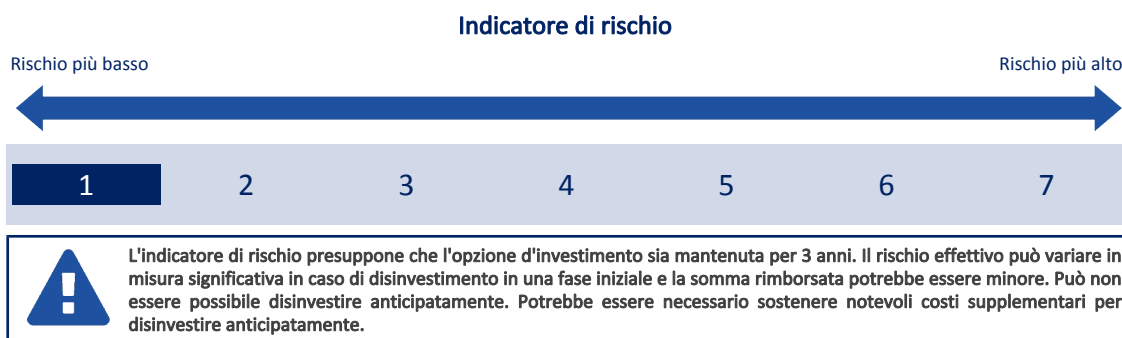 Indicatore di rischio
Rischio più basso
Rischio più alto
1 2 3 4 5 6 7
L'indicatore di rischio presuppone che l'opzione d'investimento sia mantenuta per 3 anni. Il rischio effettivo può variare in
misura significativa in caso di disinvestimento in una fase iniziale e la somma rimborsata potrebbe essere minore. Può non
essere possibile disinvestire anticipatamente. Potrebbe essere necessario sostenere notevoli costi supplementari per
disinvestire anticipatamente.